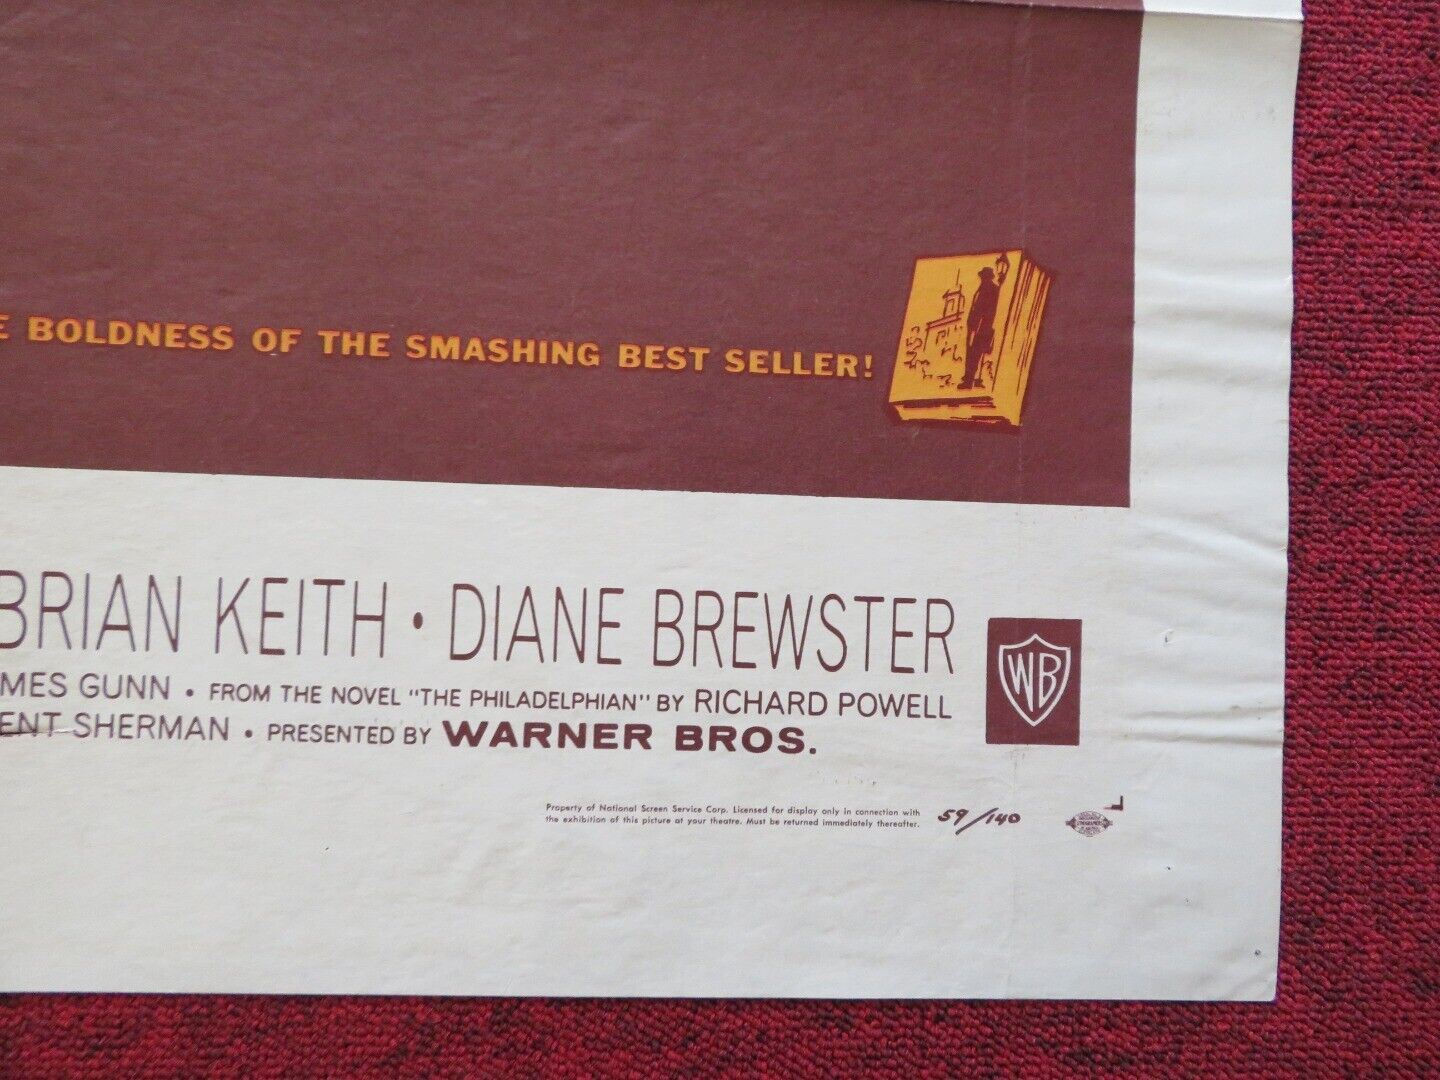 E BOLDNESS OF THE SMASHING BEST SELLER!
BRIAN KEITH • DIANE BREWSTER
MES GUNN • FROM THE NOVEL "THE PHILADELPHIAN" BY RICHARD POWELL
ENT SHERMAN • PRESENTED BY WARNER BROS.
WB
Property of National Screen Service Corp. Licensed for display only in connection with
the exhibition of this picture at your theatre. Must be returned immediately thereafter.
59/140